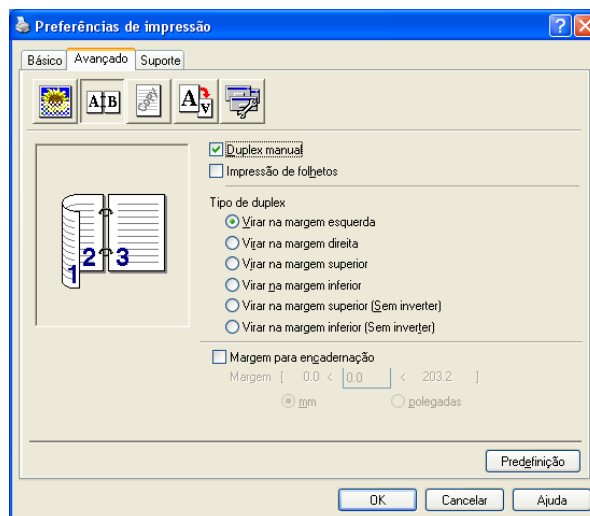 Preferências de impressão
Básico Avançado Suporte
A B A A
Duplex manual
Impressão de folhetos
1 2 3
Tipo de duplex
Virar na margem esquerda
Virar na margem direita
Virar na margem superior
Virar na margem inferior
Virar na margem superior (Sem inverter)
Virar na margem inferior (Sem inverter)
Margem para encadernação
Margem [ 0.0 < 0.0 < 203.2 ]
mm polegadas
Predefinição
OK Cancelar Ajuda